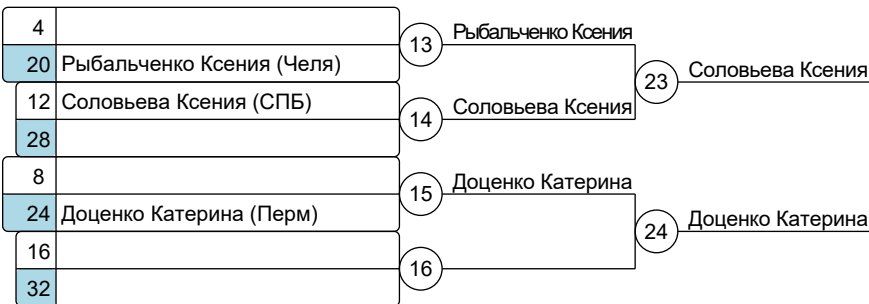 4
13
Рыбальченко Ксения
20 Рыбальченко Ксения (Челя)
23
Соловьева Ксения
12 Соловьева Ксения (СПБ)
14
Соловьева Ксения
28
8
15
Доценко Катерина
24 Доценко Катерина (Перм)
24
Доценко Катерина
16
16
32